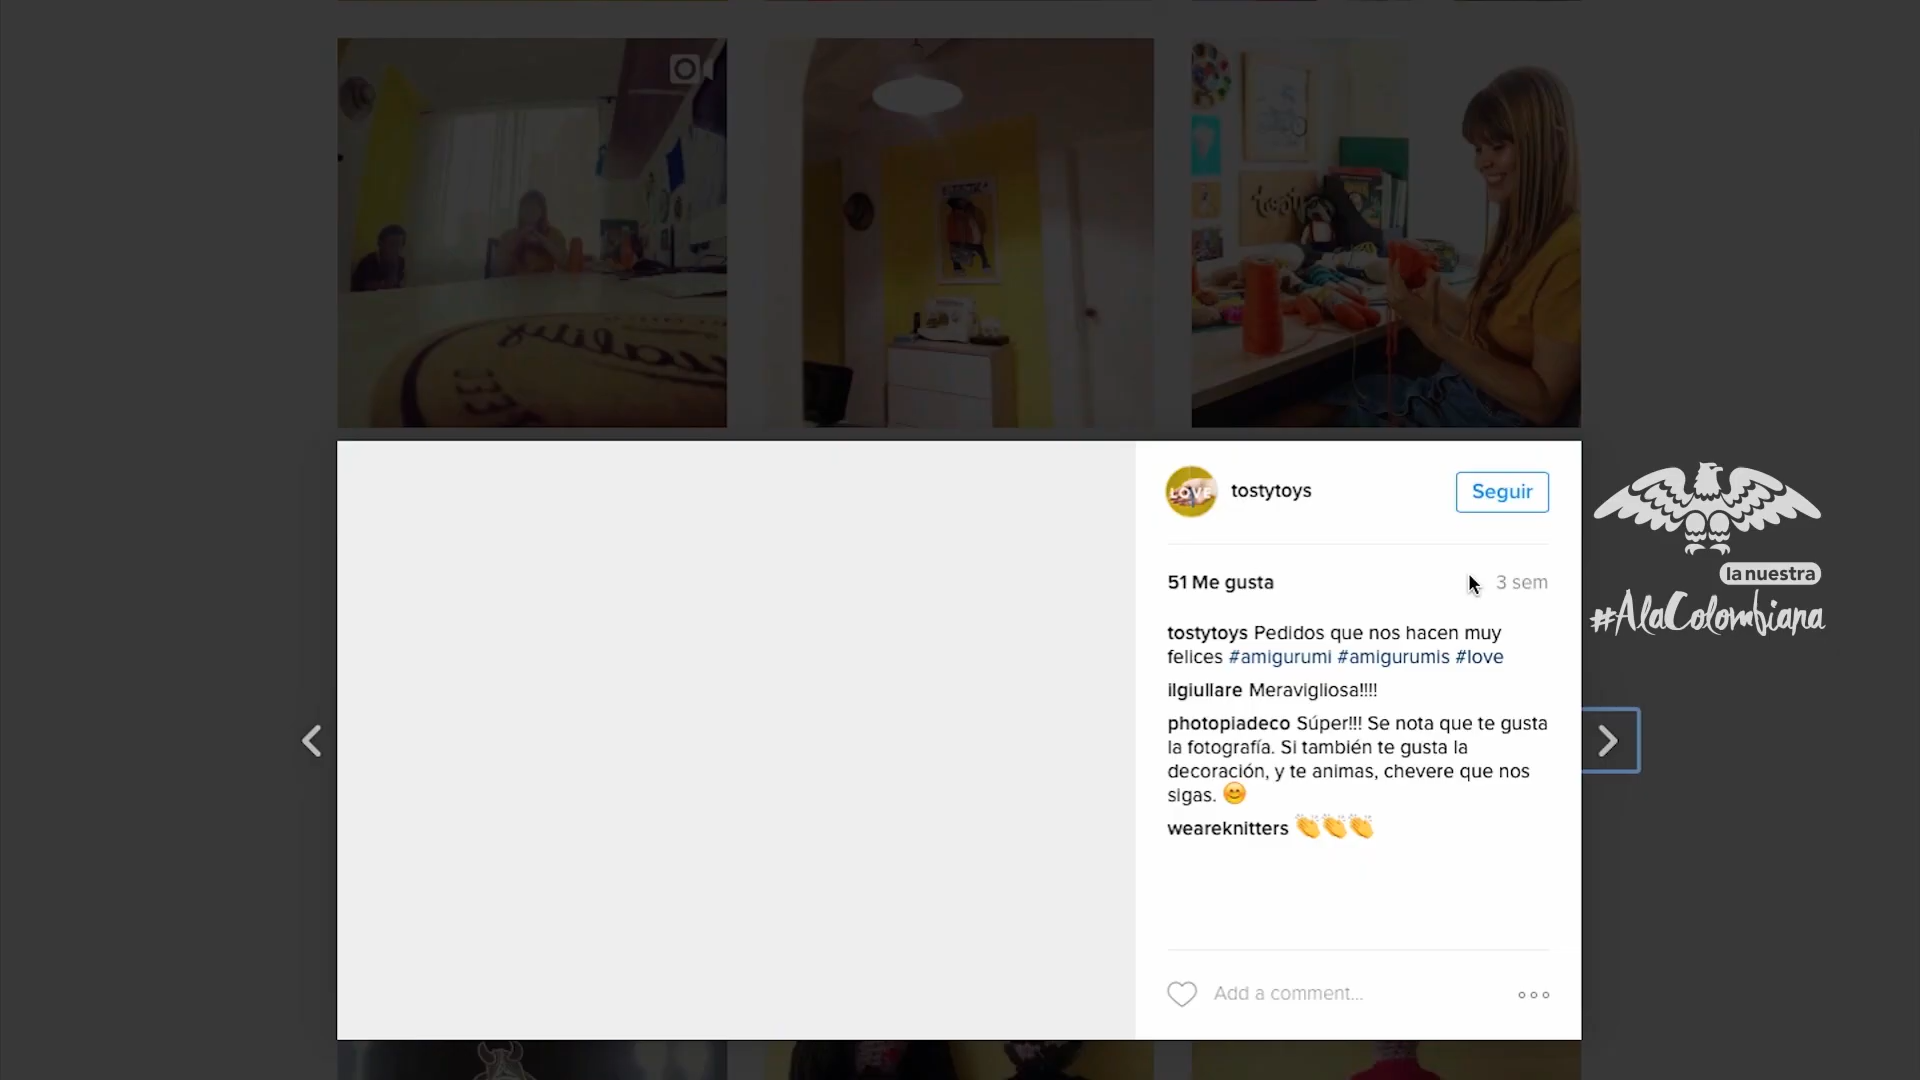 LOVE
tostytoys
Seguir
51 Me gusta
3 sem
tostytoys Pedidos que nos hacen muy
felices #amigurumi #amigurumis #love
ilgiullare Meravigliosa!!!!
photopiadeco Súper!!! Se nota que te gusta
la fotografía. Si también te gusta la
decoración, y te animas, chevere que nos
sigas. 😊
weareknitters 👏👏👏
Add a comment...
la nuestra
#AlaColombiana